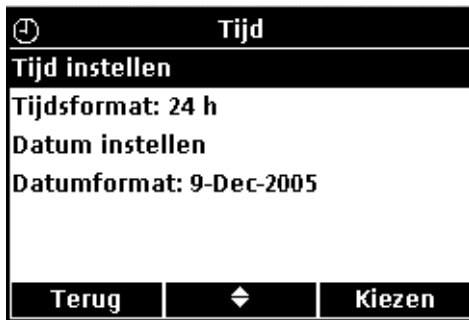 Tijd
Tijd instellen
Tijdsformat: 24 h
Datum instellen
Datumformat: 9-Dec-2005
Terug Kiezen